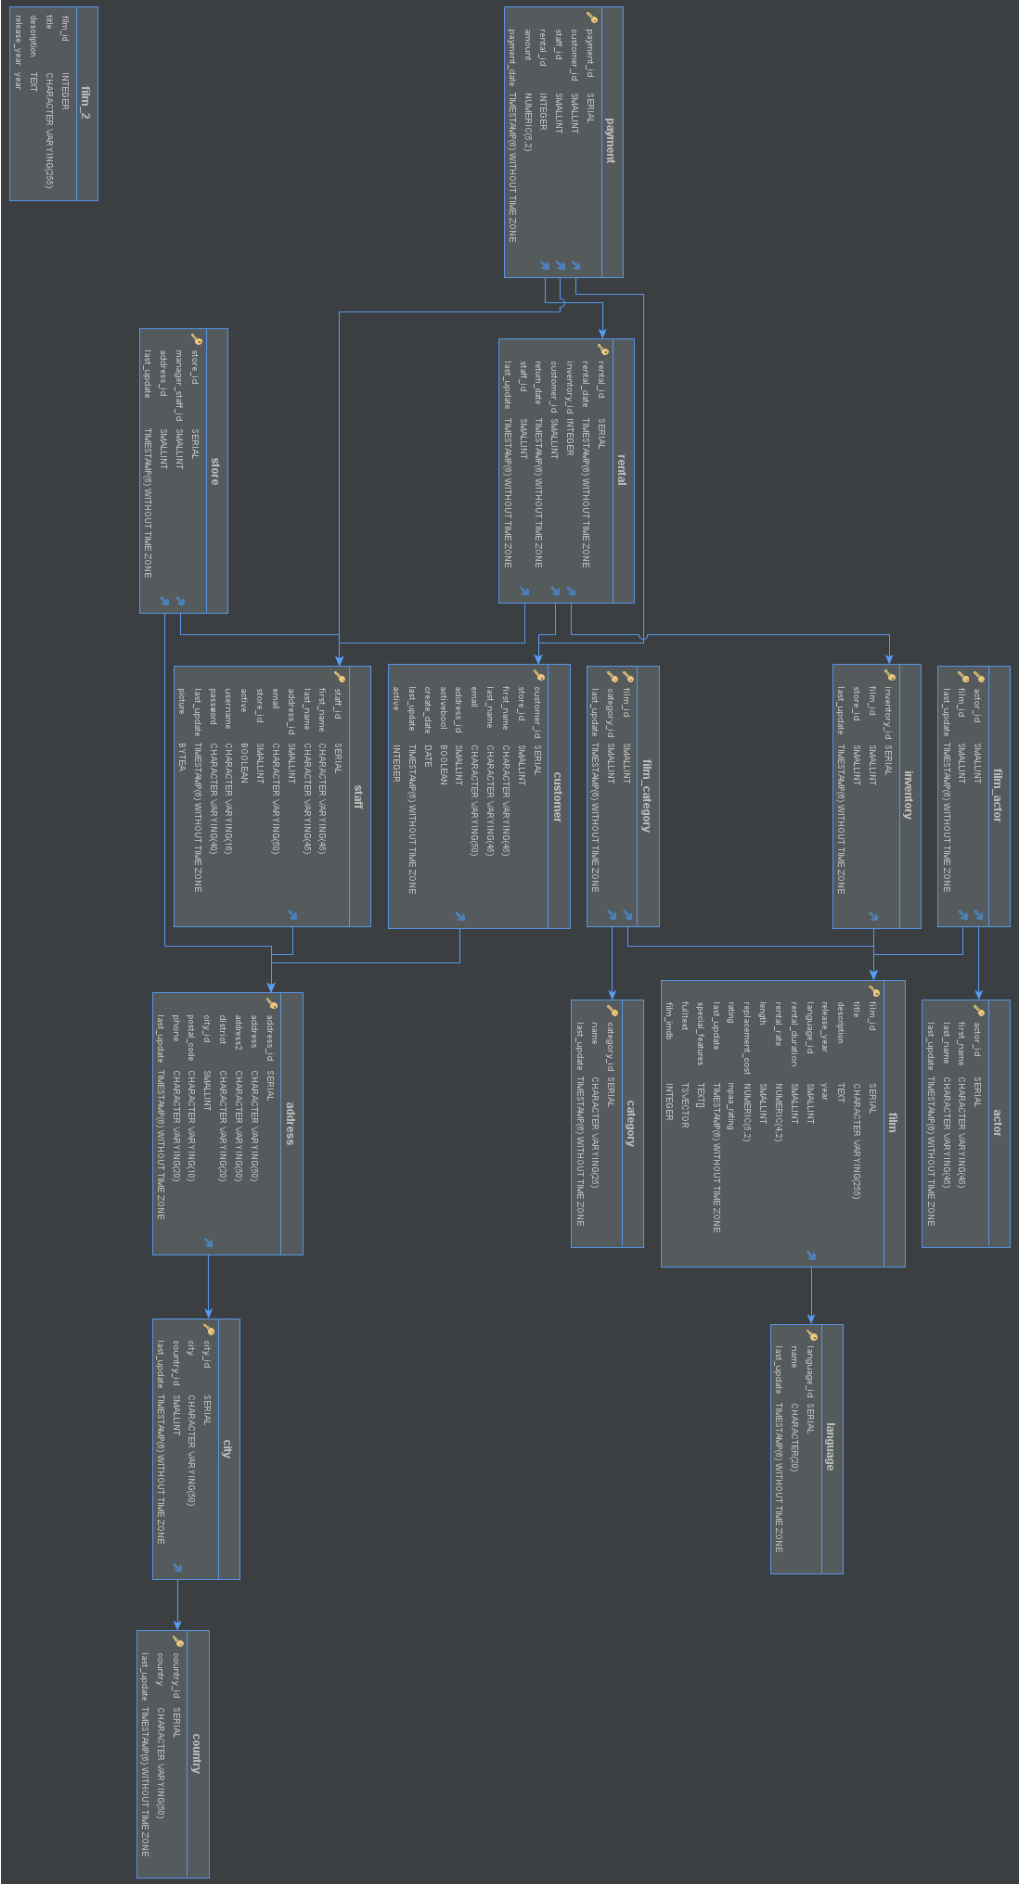 film_actor
actor_id SMALLINT
film_id SMALLINT
last_update TIMESTAMP(6) WITHOUT TIME ZONE
actor
actor_id SERIAL
first_name CHARACTER VARYING(45)
last_name CHARACTER VARYING(45)
last_update TIMESTAMP(6) WITHOUT TIME ZONE
inventory
inventory_id SERIAL
film_id SMALLINT
store_id SMALLINT
last_update TIMESTAMP(6) WITHOUT TIME ZONE
film
film_id SERIAL
title CHARACTER VARYING(255)
description TEXT
release_year year
language_id SMALLINT
rental_duration SMALLINT
rental_rate NUMERIC(4,2)
length SMALLINT
replacement_cost NUMERIC(5,2)
rating mpaa_rating
last_update TIMESTAMP(6) WITHOUT TIME ZONE
special_features TEXT[]
fulltext TSVECTOR
film_imdb INTEGER
language
language_id SERIAL
name CHARACTER(20)
last_update TIMESTAMP(6) WITHOUT TIME ZONE
film_category
film_id SMALLINT
category_id SMALLINT
last_update TIMESTAMP(6) WITHOUT TIME ZONE
category
category_id SERIAL
name CHARACTER VARYING(25)
last_update TIMESTAMP(6) WITHOUT TIME ZONE
payment
payment_id SERIAL
customer_id SMALLINT
staff_id SMALLINT
rental_id INTEGER
amount NUMERIC(5,2)
payment_date TIMESTAMP(6) WITHOUT TIME ZONE
rental
rental_id SERIAL
rental_date TIMESTAMP(6) WITHOUT TIME ZONE
inventory_id INTEGER
customer_id SMALLINT
return_date TIMESTAMP(6) WITHOUT TIME ZONE
staff_id SMALLINT
last_update TIMESTAMP(6) WITHOUT TIME ZONE
customer
customer_id SERIAL
store_id SMALLINT
first_name CHARACTER VARYING(45)
last_name CHARACTER VARYING(45)
email CHARACTER VARYING(50)
address_id SMALLINT
activebool BOOLEAN
create_date DATE
last_update TIMESTAMP(6) WITHOUT TIME ZONE
active INTEGER
staff
staff_id SERIAL
first_name CHARACTER VARYING(45)
last_name CHARACTER VARYING(45)
address_id SMALLINT
email CHARACTER VARYING(50)
store_id SMALLINT
active BOOLEAN
username CHARACTER VARYING(16)
password CHARACTER VARYING(40)
last_update TIMESTAMP(6) WITHOUT TIME ZONE
picture BYTEA
address
address_id SERIAL
address CHARACTER VARYING(50)
address2 CHARACTER VARYING(50)
district CHARACTER VARYING(20)
city_id SMALLINT
postal_code CHARACTER VARYING(10)
phone CHARACTER VARYING(20)
last_update TIMESTAMP(6) WITHOUT TIME ZONE
store
store_id SERIAL
manager_staff_id SMALLINT
address_id SMALLINT
last_update TIMESTAMP(6) WITHOUT TIME ZONE
city
city_id SERIAL
city CHARACTER VARYING(50)
country_id SMALLINT
last_update TIMESTAMP(6) WITHOUT TIME ZONE
country
country_id SERIAL
country CHARACTER VARYING(50)
last_update TIMESTAMP(6) WITHOUT TIME ZONE
film_2
film_id INTEGER
title CHARACTER VARYING(255)
description TEXT
release_year year